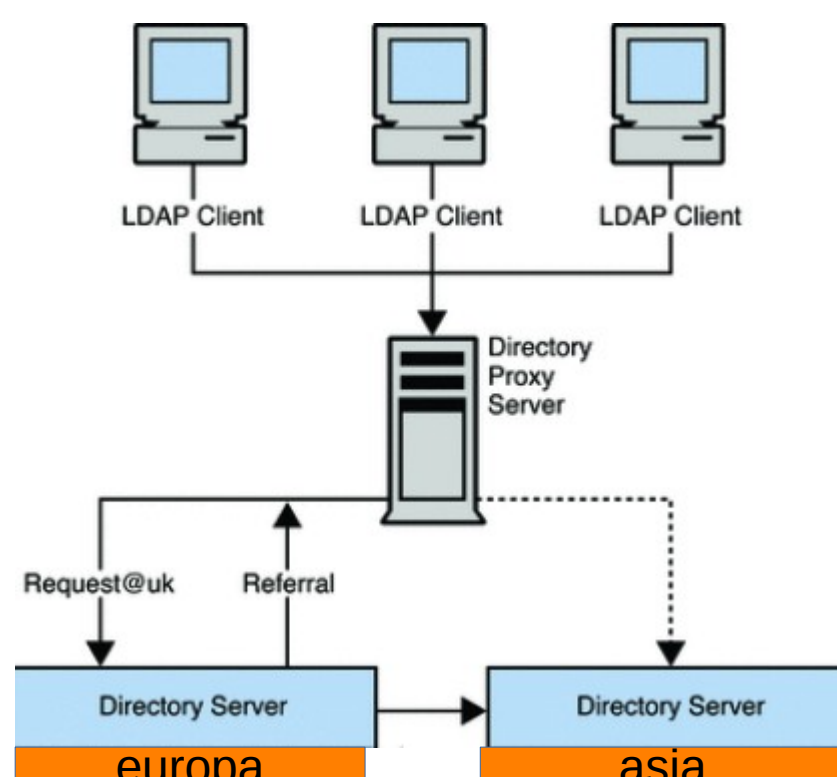 LDAP Client
LDAP Client
LDAP Client
Directory
Proxy
Server
Request@uk
Referral
Directory Server
Directory Server
europa
asia